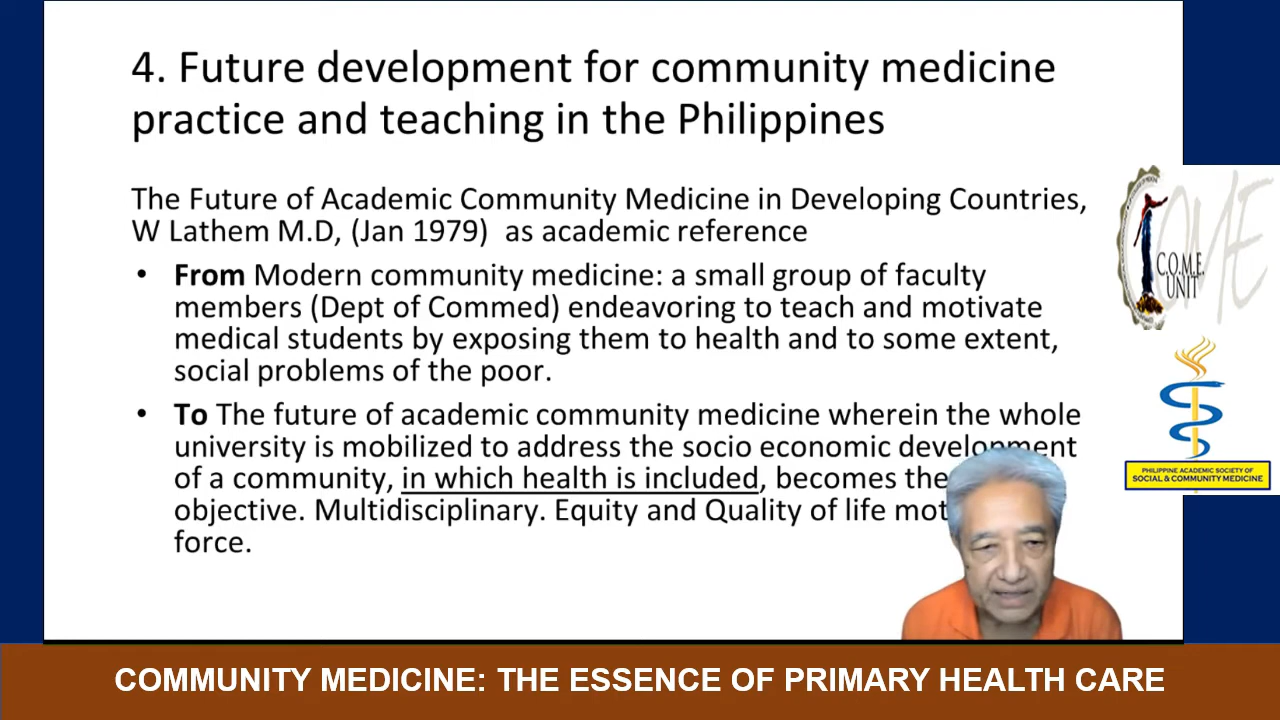 4. Future development for community medicine
practice and teaching in the Philippines
The Future of Academic Community Medicine in Developing Countries,
W Lathem M.D, (Jan 1979) as academic reference
• From Modern community medicine: a small group of faculty
members (Dept of Commed) endeavoring to teach and motivate
medical students by exposing them to health and to some extent,
social problems of the poor.
• To The future of academic community medicine wherein the whole
university is mobilized to address the socio economic development
of a community, in which health is included, becomes the
objective. Multidisciplinary. Equity and Quality of life
force.
COME
C.O.M.E.
UNIT
PHILIPPINE ACADEMIC SOCIETY OF
SOCIAL & COMMUNITY MEDICINE
COMMUNITY MEDICINE: THE ESSENCE OF PRIMARY HEALTH CARE